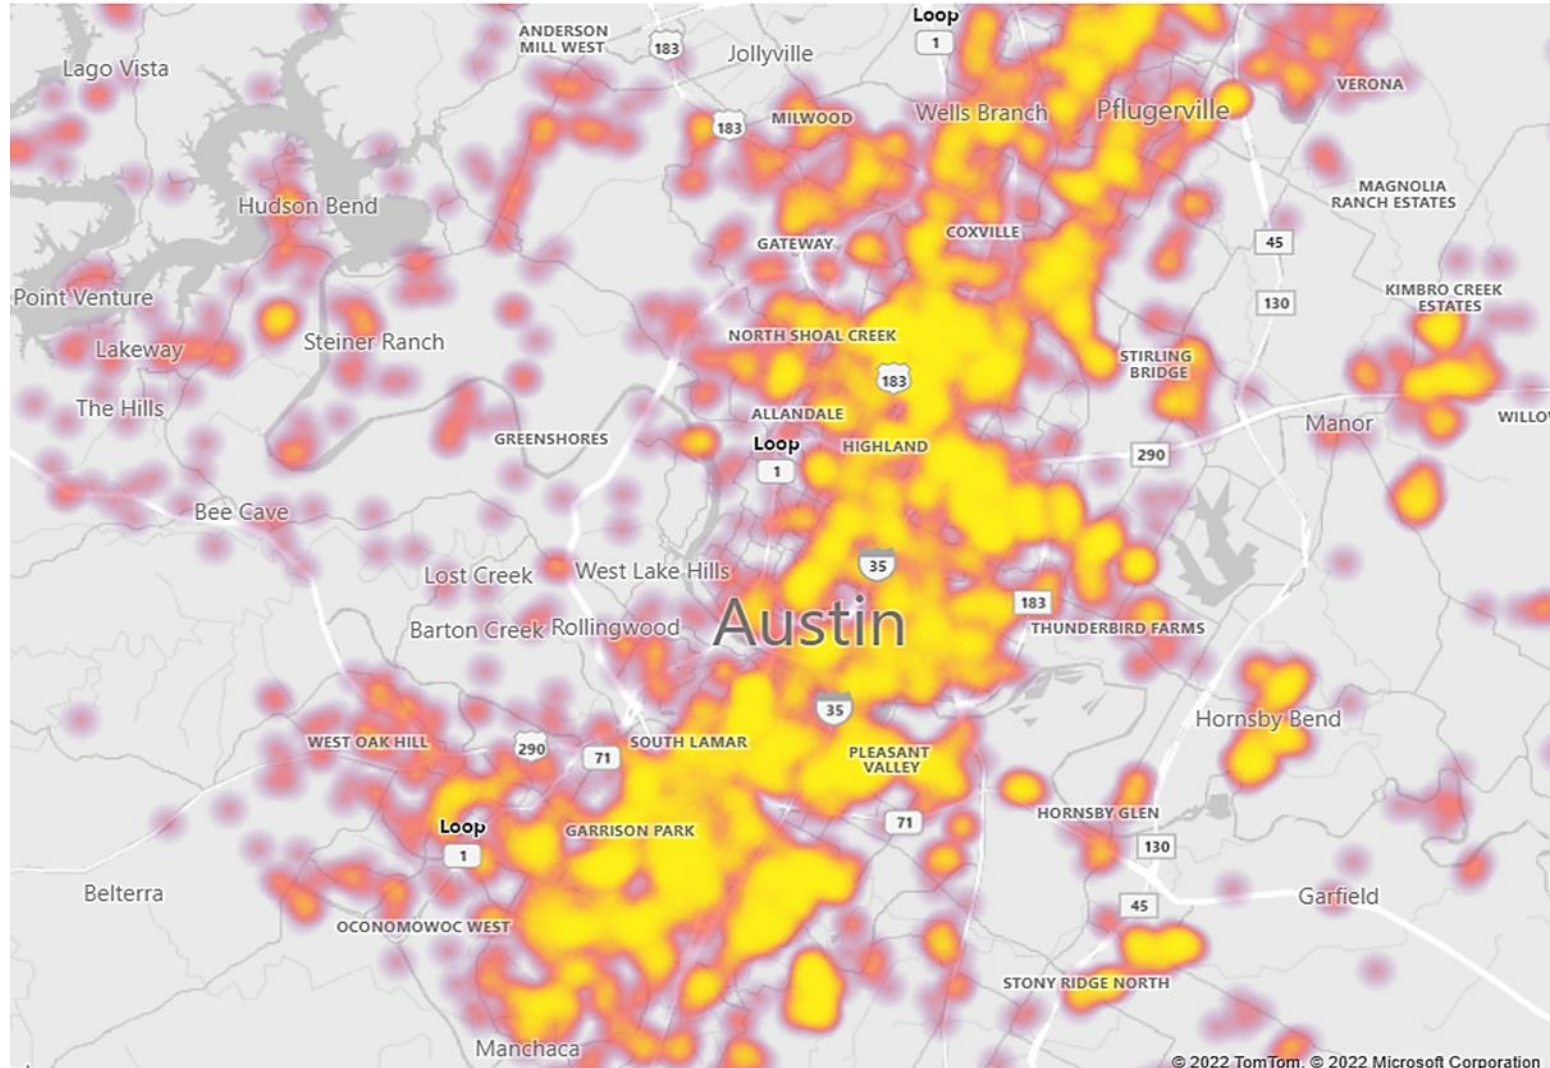 Loop
1
ANDERSON
MILL WEST
183
Jollyville
Lago Vista
VERONA
Wells Branch
Pflugerville
183
MILWOOD
MAGNOLIA
RANCH ESTATES
Hudson Bend
COXVILLE
GATEWAY
45
Point Venture
KIMBRO CREEK
ESTATES
130
NORTH SHOAL CREEK
Lakeway
Steiner Ranch
STIRLING
BRIDGE
183
The Hills
ALLANDALE
WILLOW
Manor
GREENSHORES
Loop
1
HIGHLAND
290
Bee Cave
35
Lost Creek
West Lake Hills
183
Austin
Barton Creek
Rollingwood
THUNDERBIRD FARMS
35
Hornsby Bend
WEST OAK HILL
290
71
SOUTH LAMAR
PLEASANT
VALLEY
HORNSBY GLEN
71
Loop
1
GARRISON PARK
130
Belterra
45
Garfield
OCONOMOWOC WEST
STONY RIDGE NORTH
Manchaca
© 2022 TomTom, © 2022 Microsoft Corporation